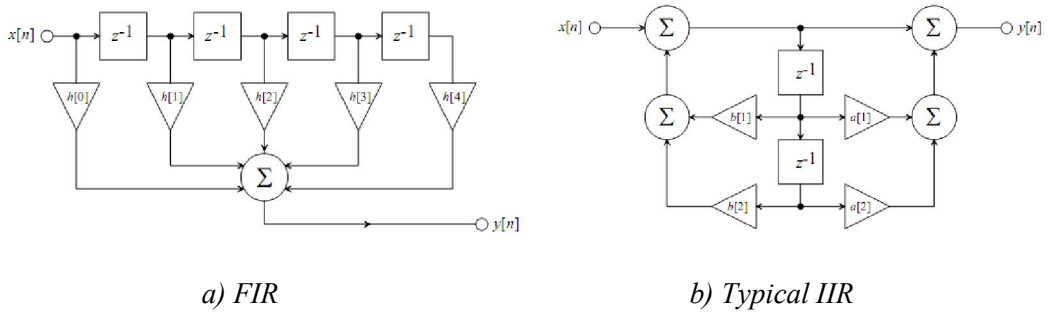 x[n] z⁻¹ z⁻¹ z⁻¹ z⁻¹
h[0] h[1] h[2] h[3] h[4]
Σ
y[n]
a) FIR
x[n] Σ Σ y[n]
z⁻¹
Σ b[1] a[1] Σ
z⁻¹
b[2] a[2]
b) Typical IIR